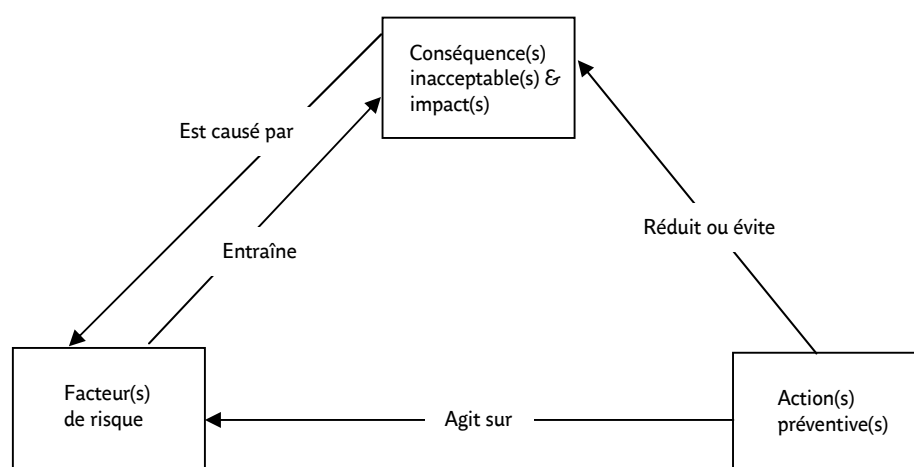 Conséquence(s)
inacceptable(s) &
impact(s)
Est causé par
Réduit ou évite
Entraîne
Facteur(s)
de risque
Agit sur
Action(s)
préventive(s)